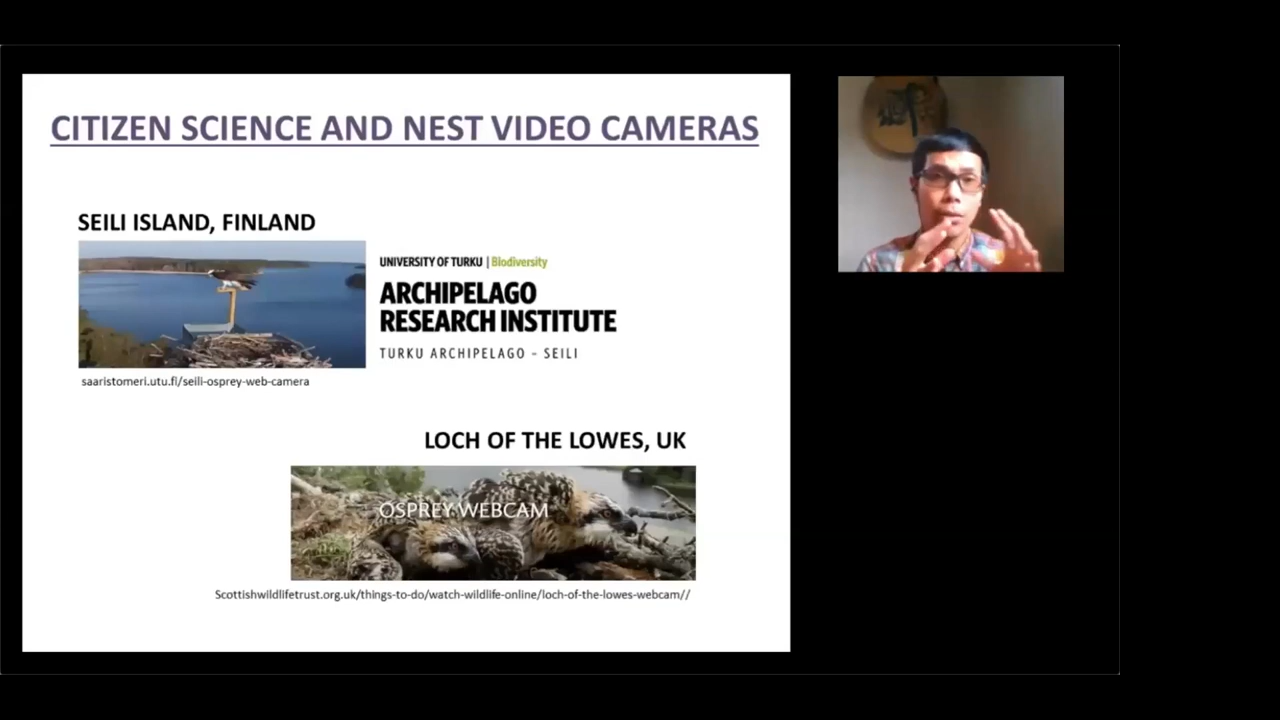 CITIZEN SCIENCE AND NEST VIDEO CAMERAS
SEILI ISLAND, FINLAND
UNIVERSITY OF TURKU | Biodiversity
ARCHIPELAGO
RESEARCH INSTITUTE
TURKU ARCHIPELAGO - SEILI
saaristomeri.utu.fi/seili-osprey-web-camera
LOCH OF THE LOWES, UK
OSPREY WEBCAM
Scottishwildlifetrust.org.uk/things-to-do/watch-wildlife-online/loch-of-the-lowes-webcam//